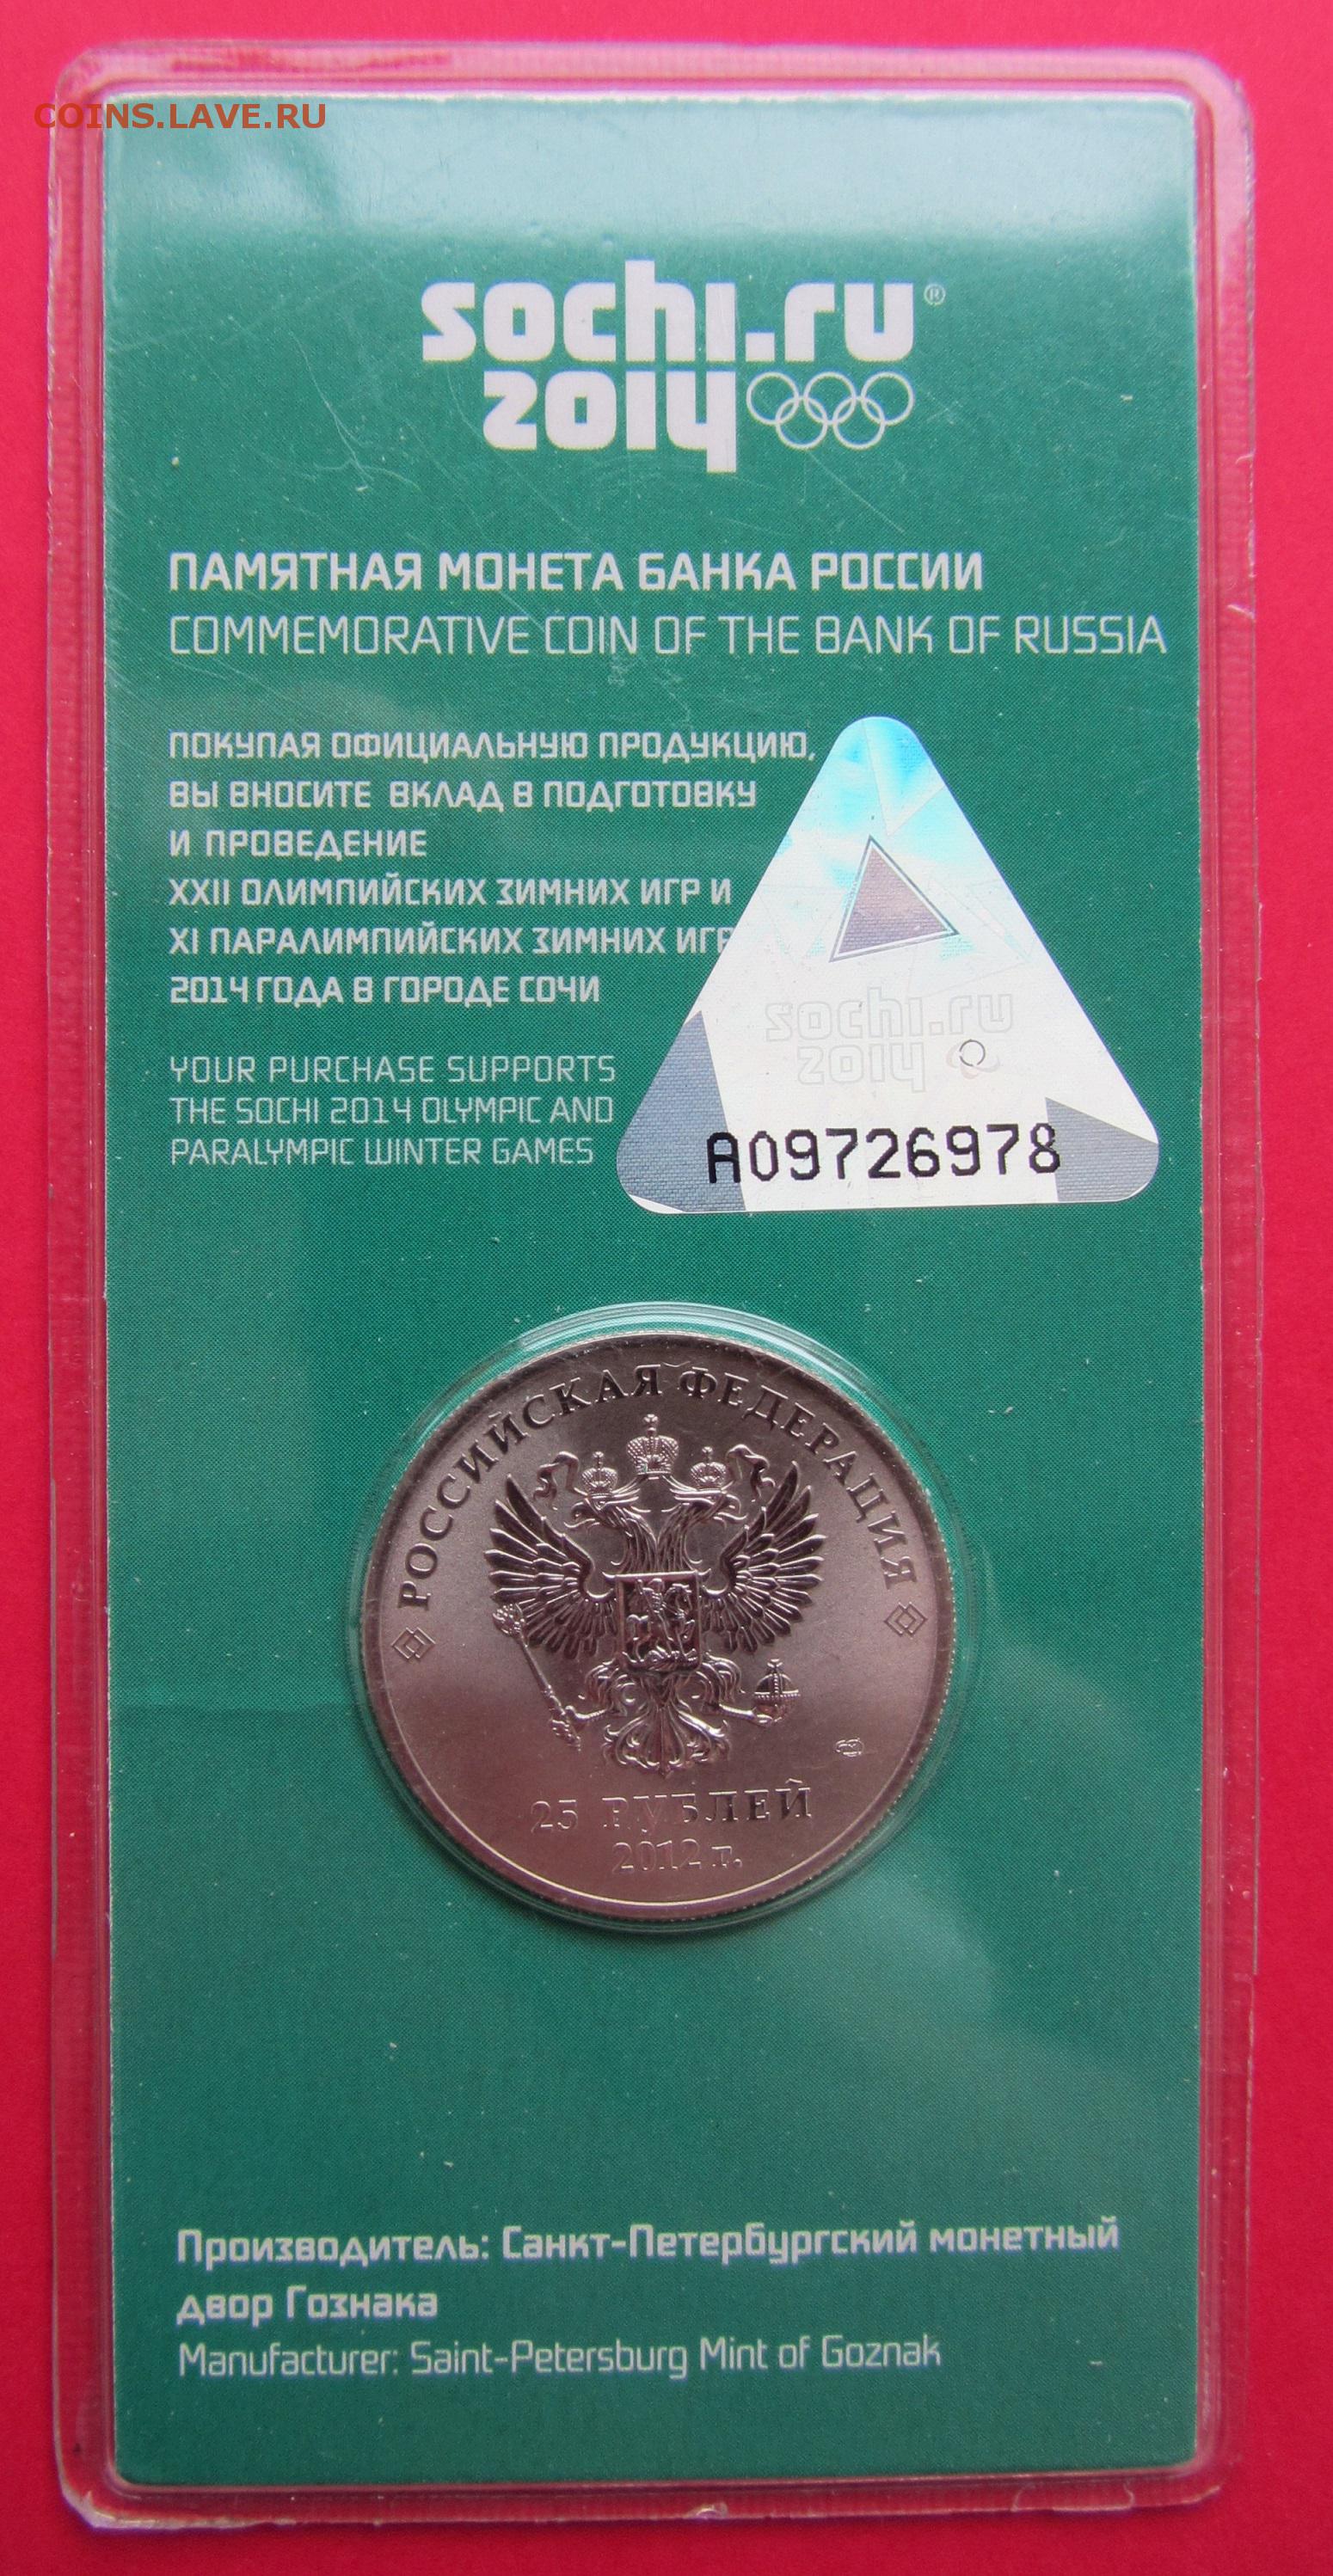 COINS.LAVE.RU
sochi.ru®
2014
ПАМЯТНАЯ МОНЕТА БАНКА РОССИИ
COMMEMORATIVE COIN OF THE BANK OF RUSSIA
ПОКУПАЯ ОФИЦИАЛЬНУЮ ПРОДУКЦИЮ,
ВЫ ВНОСИТЕ ВКЛАД В ПОДГОТОВКУ
И ПРОВЕДЕНИЕ
XXII ОЛИМПИЙСКИХ ЗИМНИХ ИГР И
XI ПАРАЛИМПИЙСКИХ ЗИМНИХ ИГР
2014 ГОДА В ГОРОДЕ СОЧИ
YOUR PURCHASE SUPPORTS
THE SOCHI 2014 OLYMPIC AND
PARALYMPIC WINTER GAMES
sochi.ru
2014
A09726978
РОССИЙСКАЯ ФЕДЕРАЦИЯ
25 РУБЛЕЙ
2012 г.
Производитель: Санкт-Петербургский монетный
двор Гознака
Manufacturer: Saint-Petersburg Mint of Goznak